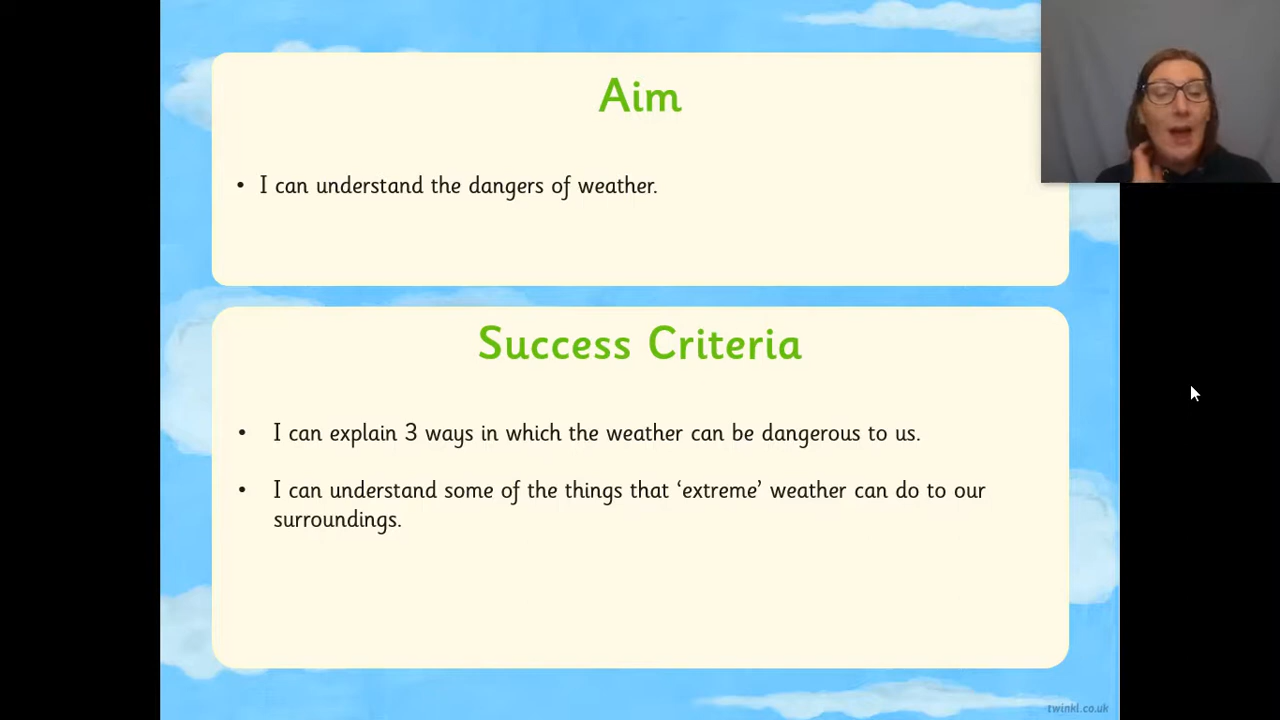 Aim
• I can understand the dangers of weather.
Success Criteria
• I can explain 3 ways in which the weather can be dangerous to us.
• I can understand some of the things that ‘extreme’ weather can do to our
surroundings.
twinkl.co.uk